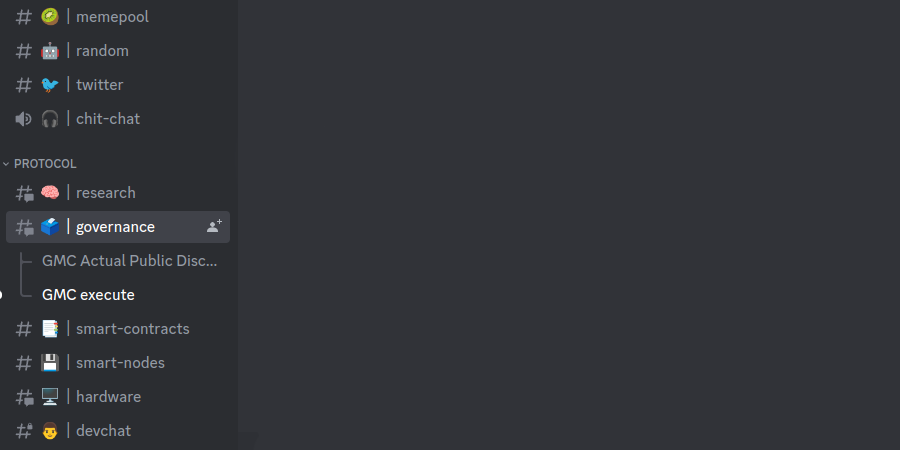 🥝 | memepool
🤖 | random
🐦 | twitter
🎧 | chit-chat
PROTOCOL
🧠 | research
🗳️ | governance
GMC Actual Public Disc...
GMC execute
📑 | smart-contracts
💾 | smart-nodes
🖥️ | hardware
👨 | devchat